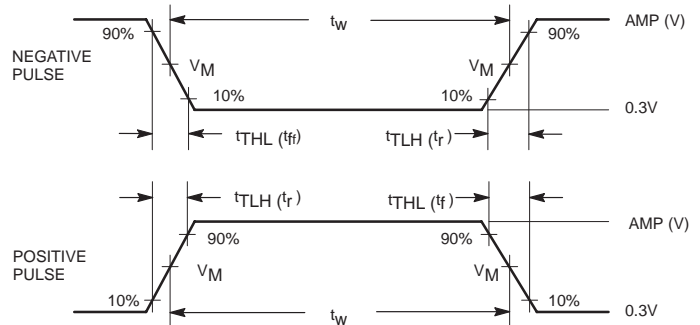 tw
AMP (V)
90%
90%
NEGATIVE
PULSE
VM
VM
10%
10%
0.3V
tTHL (tff)
tTLH (tr)
tTLH (tr)
tTHL (tf)
AMP (V)
90%
90%
POSITIVE
PULSE
VM
VM
10%
10%
0.3V
tw